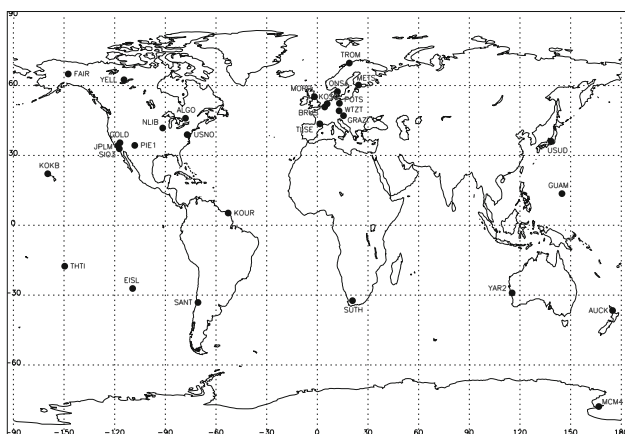 90
TROM
FAIR
YELL
60
METS
ONSA
MORP
KOSG
POTS
ALGO
BRUS
WTZT
NLIB
GRAZ
GOLD
USNO
TLSE
JPLM
PIE1
USUD
SIO3
30
KOKB
GUAM
KOUR
0
THTI
EISL
YAR2
-30
SANT
SUTH
AUCK
-60
MCM4
-90 -150 -120 -90 -60 -30 0 30 60 90 120 150 180